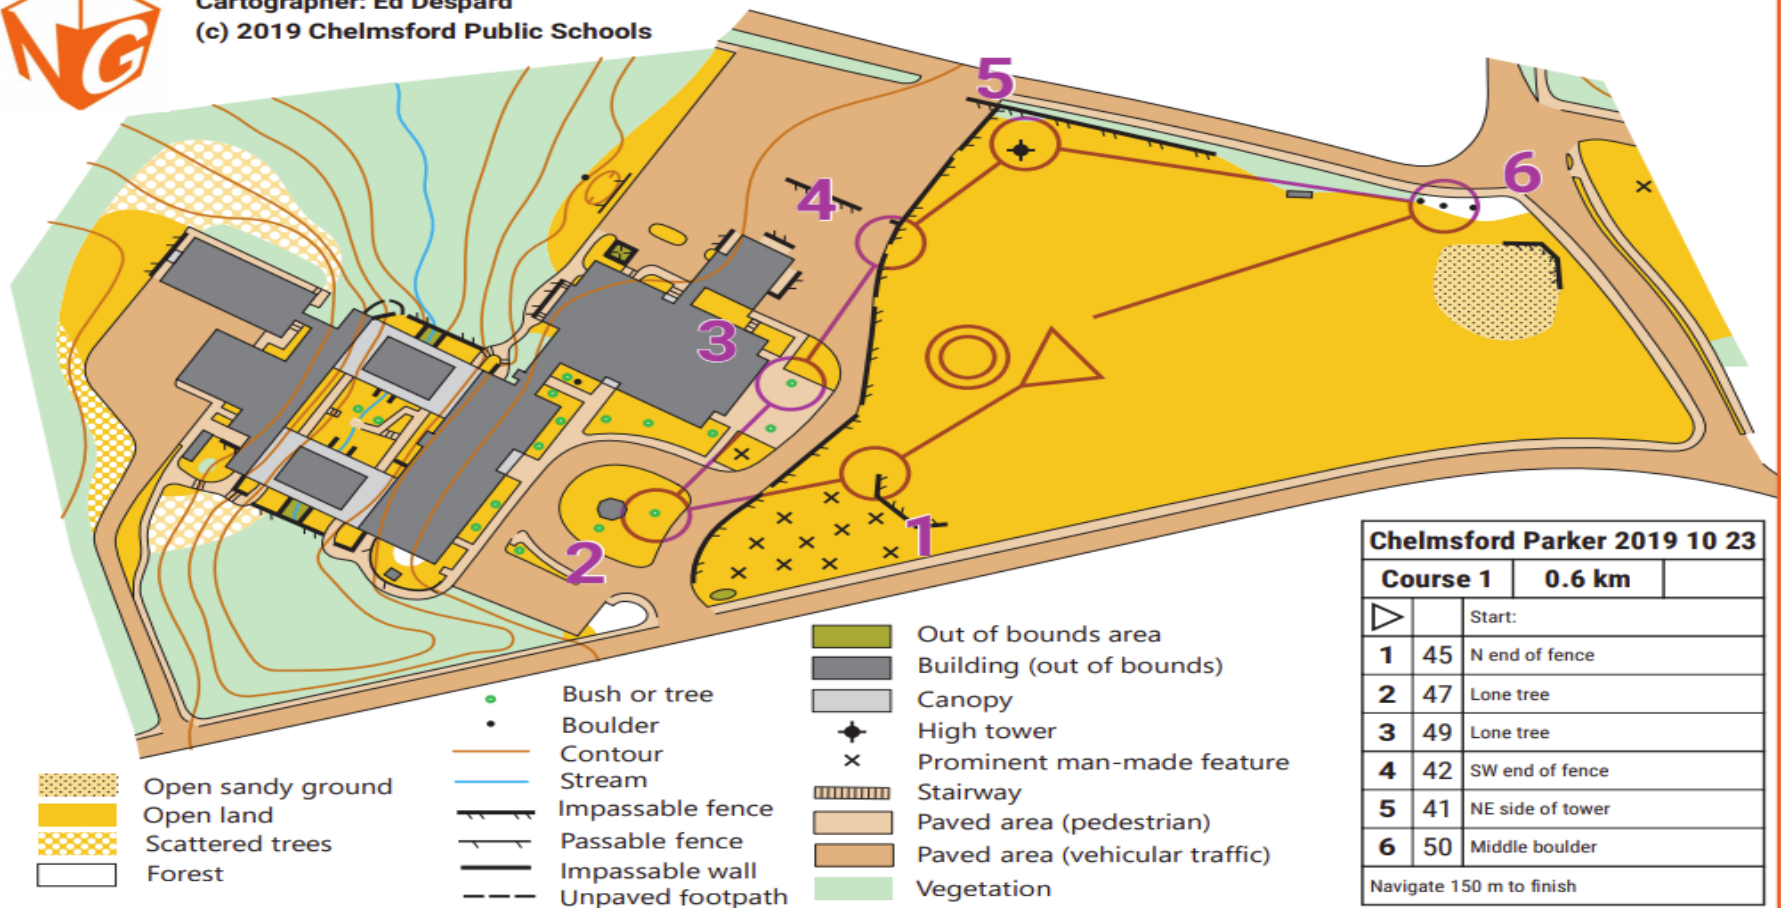 NG
Cartographer: Ed Despard
(c) 2019 Chelmsford Public Schools
5
6
4
3
1
2
Chelmsford Parker 2019 10 23
Course 1 0.6 km
Start:
1 45 N end of fence
2 47 Lone tree
3 49 Lone tree
4 42 SW end of fence
5 41 NE side of tower
6 50 Middle boulder
Navigate 150 m to finish
Open sandy ground
Open land
Scattered trees
Forest
Bush or tree
Boulder
Contour
Stream
Impassable fence
Passable fence
Impassable wall
Unpaved footpath
Out of bounds area
Building (out of bounds)
Canopy
High tower
Prominent man-made feature
Stairway
Paved area (pedestrian)
Paved area (vehicular traffic)
Vegetation